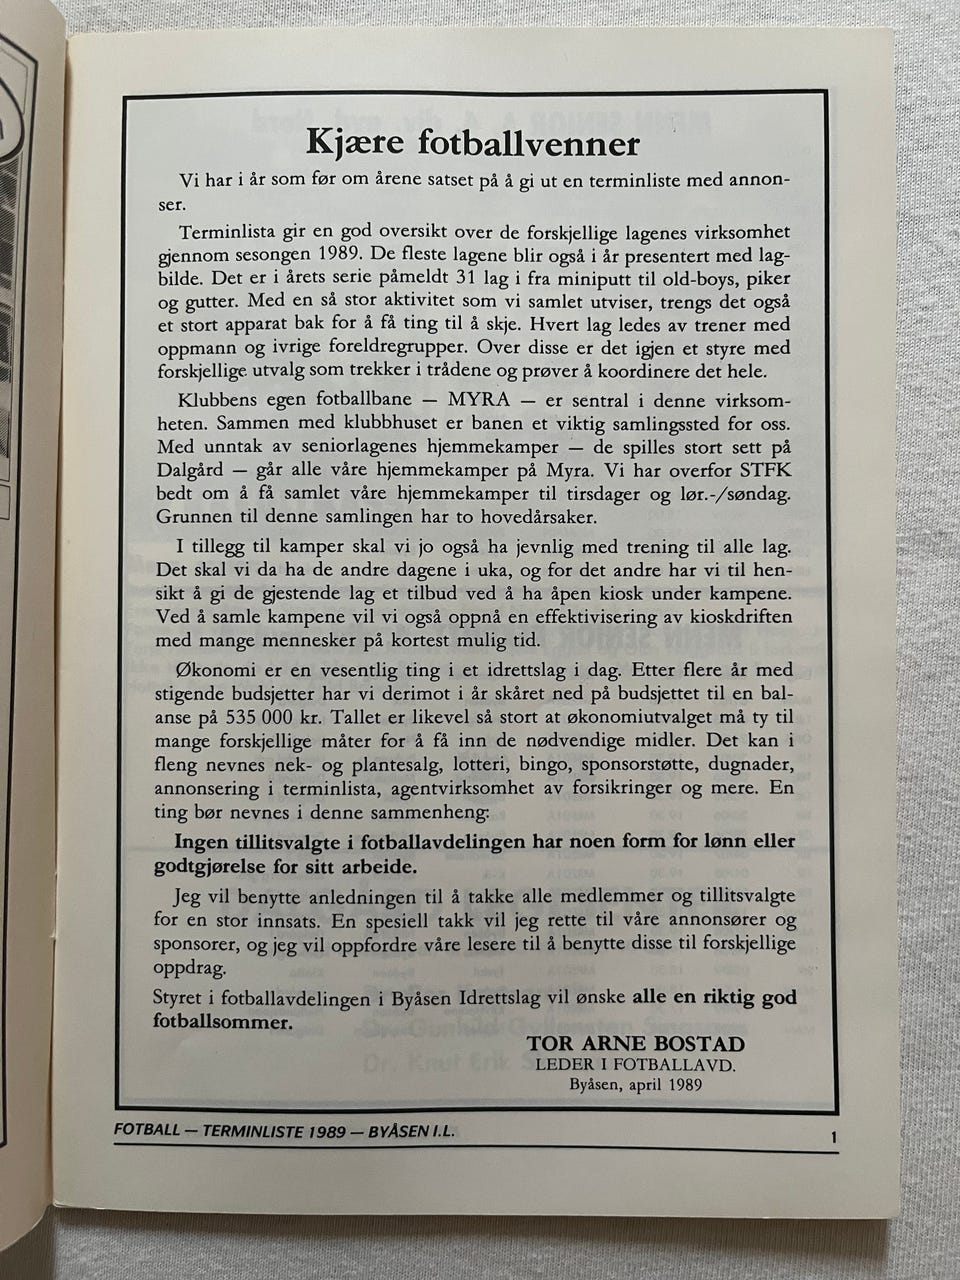 Kjære fotballvenner
Vi har i år som før om årene satset på å gi ut en terminliste med annon-
ser.
Terminlista gir en god oversikt over de forskjellige lagenes virksomhet
gjennom sesongen 1989. De fleste lagene blir også i år presentert med lag-
bilde. Det er i årets serie påmeldt 31 lag i fra miniputt til old-boys, piker
og gutter. Med en så stor aktivitet som vi samlet utviser, trengs det også
et stort apparat bak for å få ting til å skje. Hvert lag ledes av trener med
oppmann og ivrige foreldregrupper. Over disse er det igjen et styre med
forskjellige utvalg som trekker i trådene og prøver å koordinere det hele.
Klubbens egen fotballbane — MYRA — er sentral i denne virksom-
heten. Sammen med klubbhuset er banen et viktig samlingssted for oss.
Med unntak av seniorlagenes hjemmekamper — de spilles stort sett på
Dalgård — går alle våre hjemmekamper på Myra. Vi har overfor STFK
bedt om å få samlet våre hjemmekamper til tirsdager og lør.-/søndag.
Grunnen til denne samlingen har to hovedårsaker.
I tillegg til kamper skal vi jo også ha jevnlig med trening til alle lag.
Det skal vi da ha de andre dagene i uka, og for det andre har vi til hen-
sikt å gi de gjestende lag et tilbud ved å ha åpen kiosk under kampene.
Ved å samle kampene vil vi også oppnå en effektivisering av kioskdriften
med mange mennesker på kortest mulig tid.
Økonomi er en vesentlig ting i et idrettslag i dag. Etter flere år med
stigende budsjetter har vi derimot i år skåret ned på budsjettet til en bal-
anse på 535 000 kr. Tallet er likevel så stort at økonomiutvalget må ty til
mange forskjellige måter for å få inn de nødvendige midler. Det kan i
fleng nevnes nek- og plantesalg, lotteri, bingo, sponsorstøtte, dugnader,
annonsering i terminlista, agentvirksomhet av forsikringer og mere. En
ting bør nevnes i denne sammenheng:
Ingen tillitsvalgte i fotballavdelingen har noen form for lønn eller
godtgjørelse for sitt arbeide.
Jeg vil benytte anledningen til å takke alle medlemmer og tillitsvalgte
for en stor innsats. En spesiell takk vil jeg rette til våre annonsører og
sponsorer, og jeg vil oppfordre våre lesere til å benytte disse til forskjellige
oppdrag.
Styret i fotballavdelingen i Byåsen Idrettslag vil ønske alle en riktig god
fotballsommer.
TOR ARNE BOSTAD
LEDER I FOTBALLAVD.
Byåsen, april 1989
FOTBALL — TERMINLISTE 1989 — BYÅSEN I.L.
1